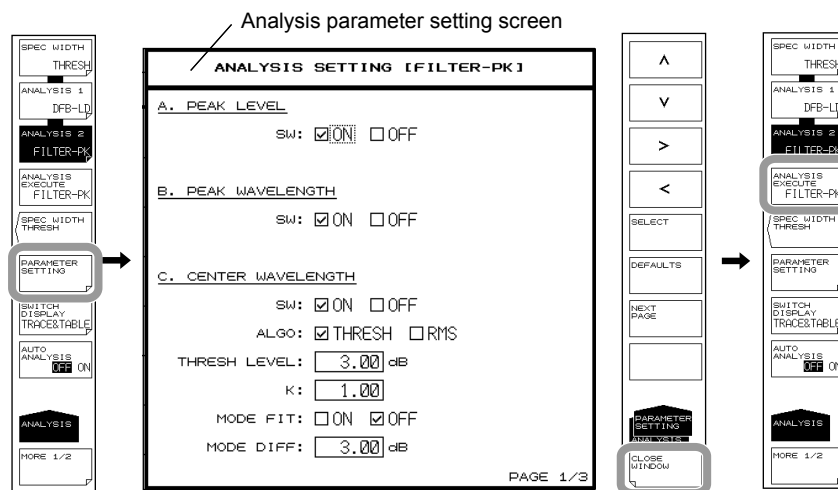 Analysis parameter setting screen
SPEC WIDTH
THRESH
ANALYSIS 1
DFB-LD
ANALYSIS 2
FILTER-PK
ANALYSIS
EXECUTE
FILTER-PK
SPEC WIDTH
THRESH
PARAMETER
SETTING
SWITCH
DISPLAY
TRACE&TABLE
AUTO
ANALYSIS
OFF ON
ANALYSIS
MORE 1/2
ANALYSIS SETTING [FILTER-PK]
A. PEAK LEVEL
SW: ☑ON ☐OFF
B. PEAK WAVELENGTH
SW: ☑ON ☐OFF
C. CENTER WAVELENGTH
SW: ☑ON ☐OFF
ALGO: ☑THRESH ☐RMS
THRESH LEVEL: 3.00 dB
K: 1.00
MODE FIT: ☐ON ☑OFF
MODE DIFF: 3.00 dB
PAGE 1/3
∧
∨
>
<
SELECT
DEFAULTS
NEXT
PAGE
PARAMETER
SETTING
ANALYSIS
CLOSE
WINDOW
SPEC WIDTH
THRESH
ANALYSIS 1
DFB-LD
ANALYSIS 2
FILTER-PK
ANALYSIS
EXECUTE
FILTER-PK
SPEC WIDTH
THRESH
PARAMETER
SETTING
SWITCH
DISPLAY
TRACE&TABLE
AUTO
ANALYSIS
OFF ON
ANALYSIS
MORE 1/2